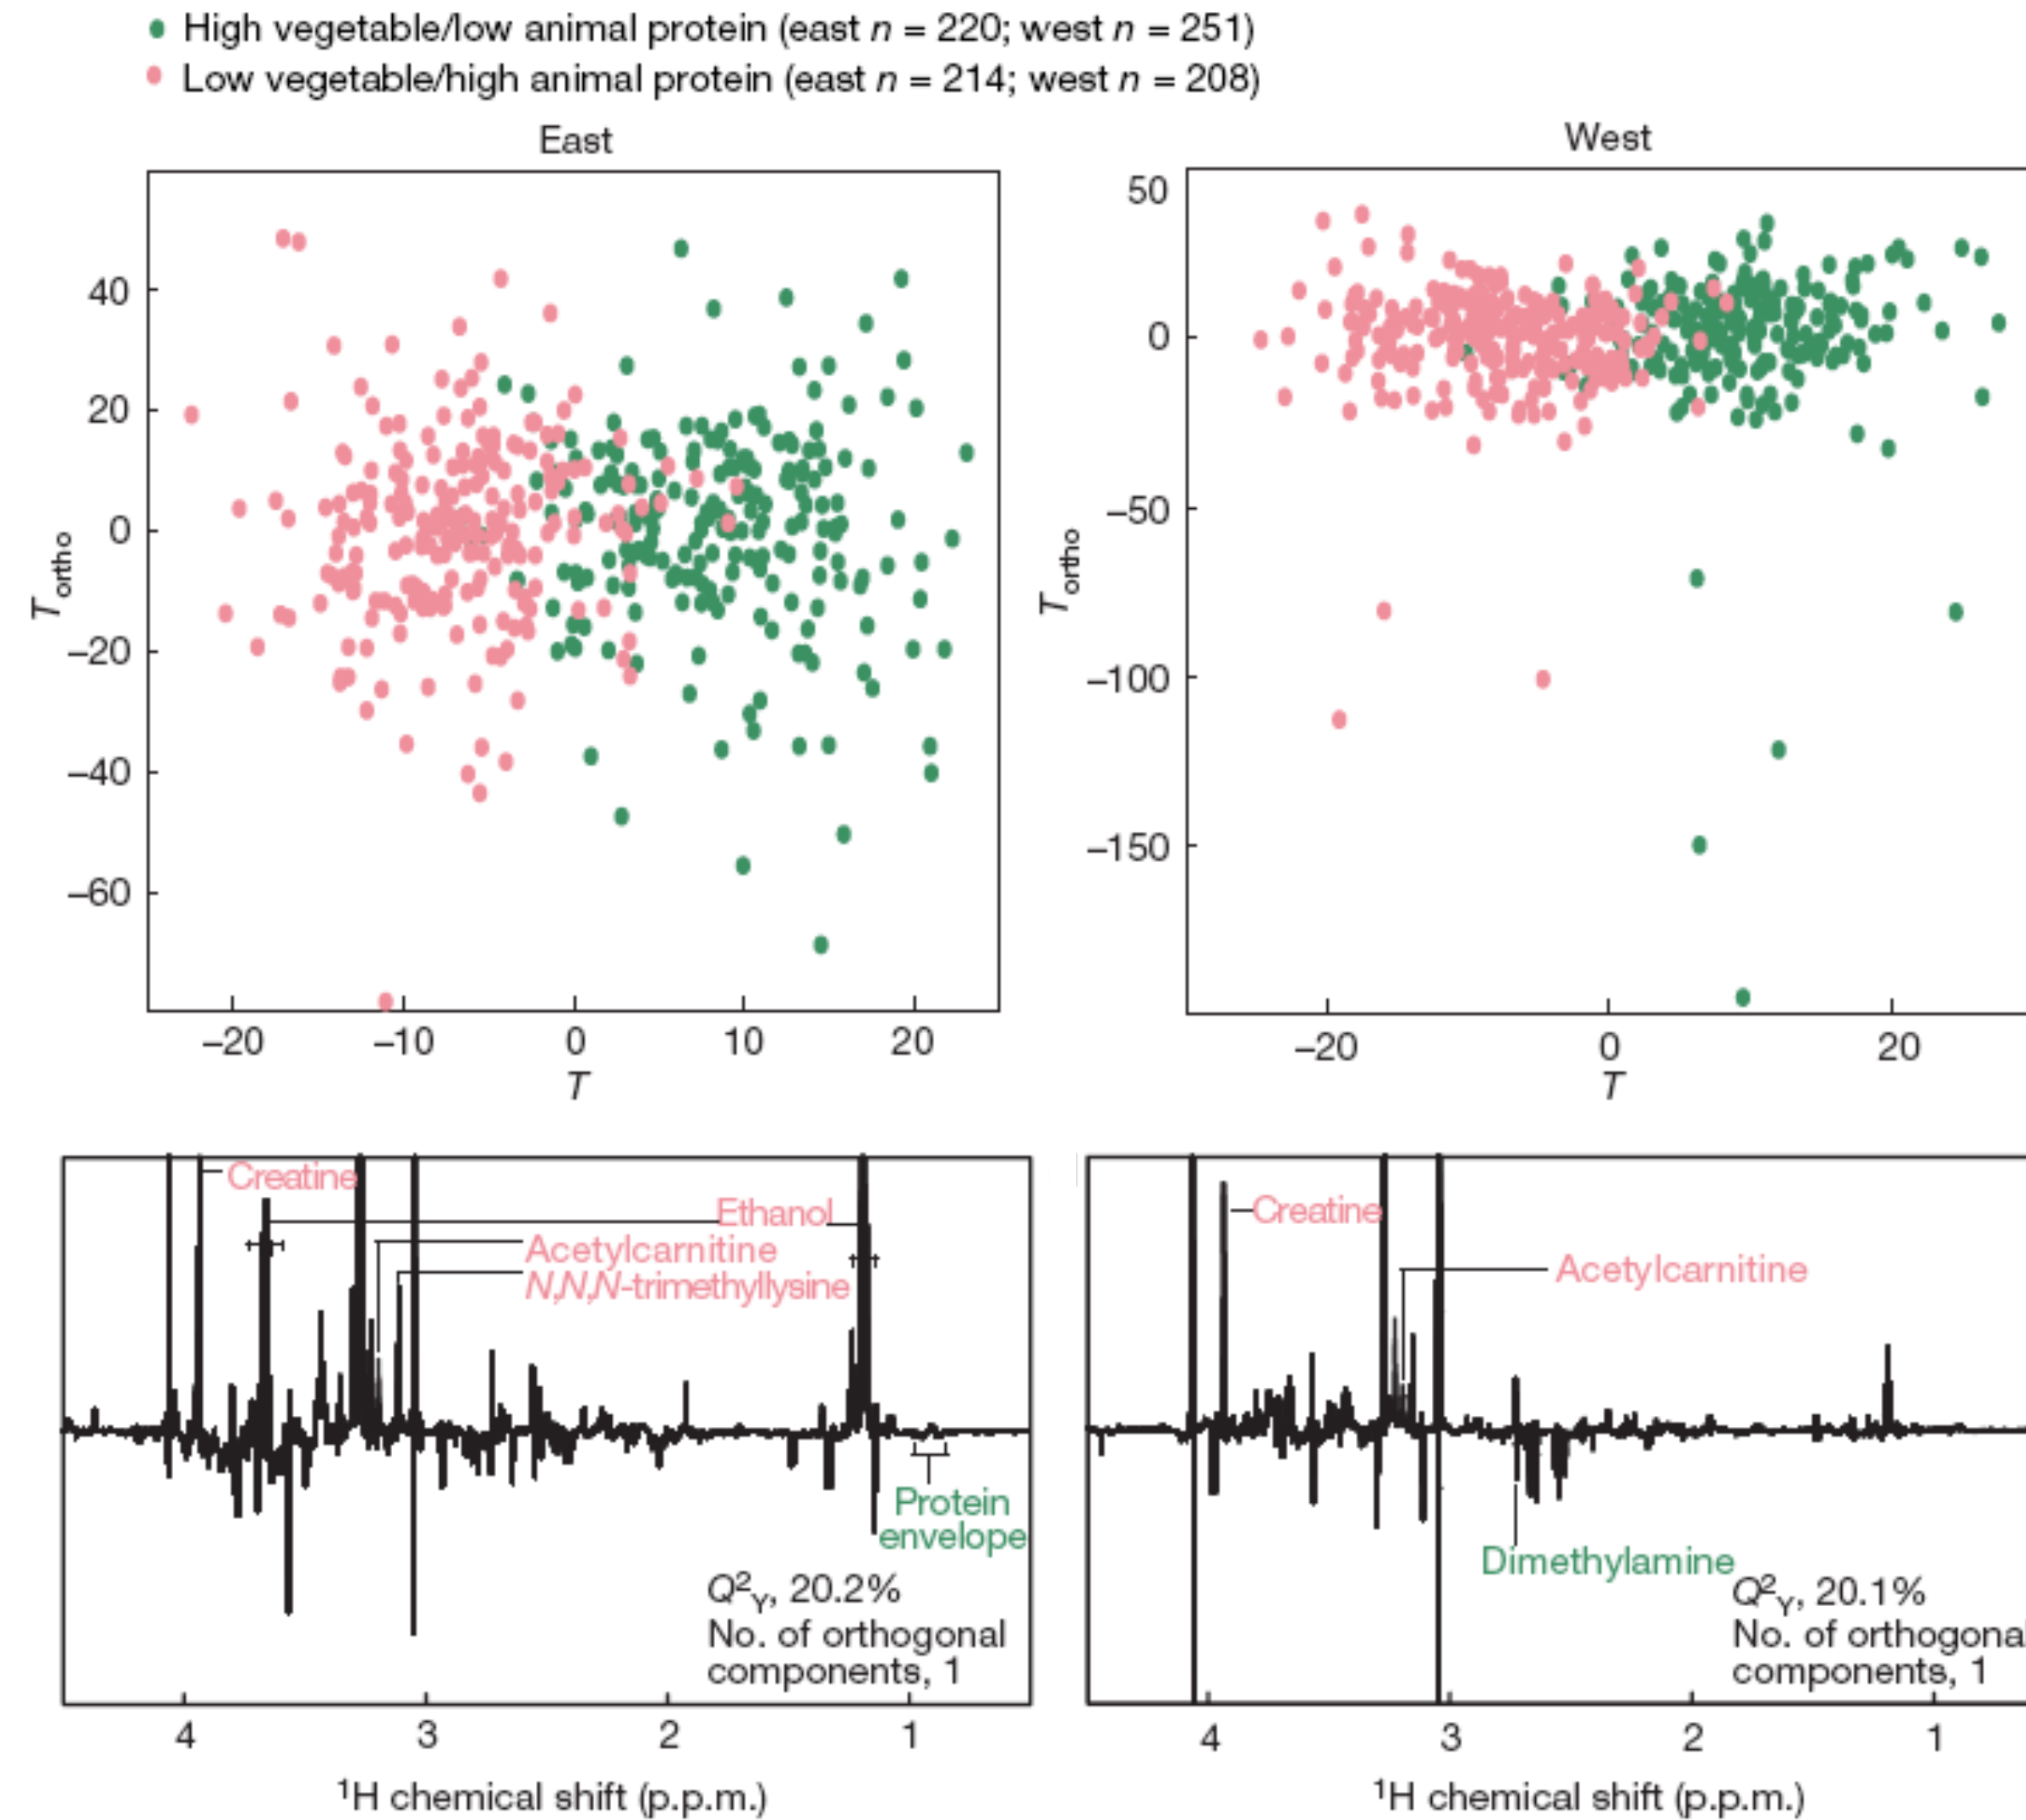 High vegetable/low animal protein (east n = 220; west n = 251)
Low vegetable/high animal protein (east n = 214; west n = 208)
East
40
20
0
–20
–40
–60
Tortho
–20 –10 0 10 20
T
West
50
0
–50
–100
–150
Tortho
–20 0 20
T
Creatine
Ethanol
Acetylcarnitine
N,N,N-trimethyllysine
Protein
envelope
Q²Y, 20.2%
No. of orthogonal
components, 1
4 3 2 1
¹H chemical shift (p.p.m.)
Creatine
Acetylcarnitine
Dimethylamine
Q²Y, 20.1%
No. of orthogonal
components, 1
4 3 2 1
¹H chemical shift (p.p.m.)